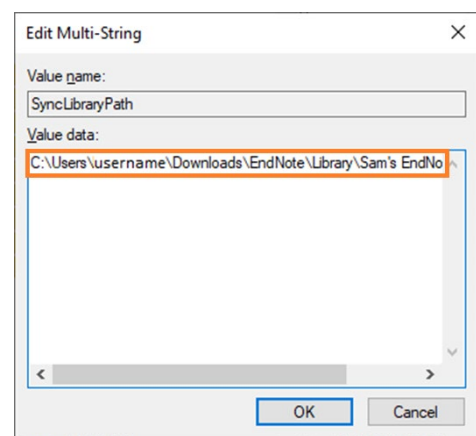 Edit Multi-String
Value name:
SyncLibraryPath
Value data:
C:\Users\username\Downloads\EndNote\Library\Sam's EndNo
OK
Cancel